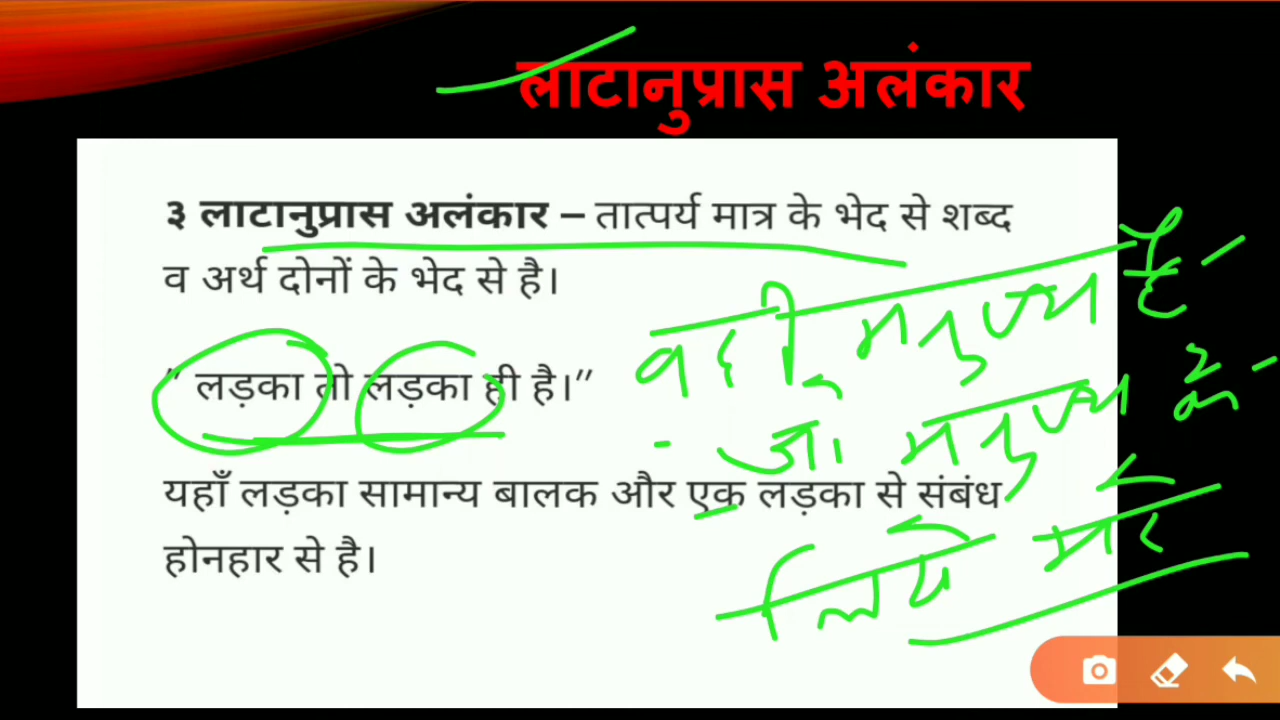 लाटानुप्रास अलंकार
३ लाटानुप्रास अलंकार – तात्पर्य मात्र के भेद से शब्द
व अर्थ दोनों के भेद से है।
" लड़का तो लड़का ही है।"
यहाँ लड़का सामान्य बालक और एक लड़का से संबंध
होनहार से है।
वही मनुष्य है -
जो मनुष्य के
लिये मरे